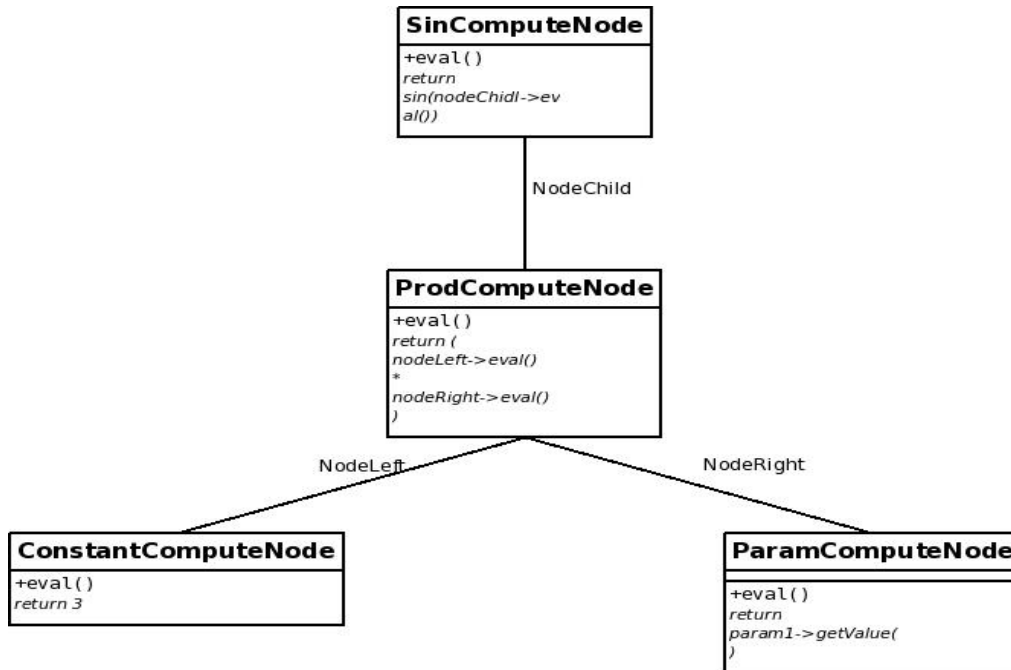 SinComputeNode
+eval()
return
sin(nodeChidl->ev
al())
NodeChild
ProdComputeNode
+eval()
return (
nodeLeft->eval()
*
nodeRight->eval()
)
NodeLeft
NodeRight
ConstantComputeNode
+eval()
return 3
ParamComputeNode
+eval()
return
param1->getValue(
)